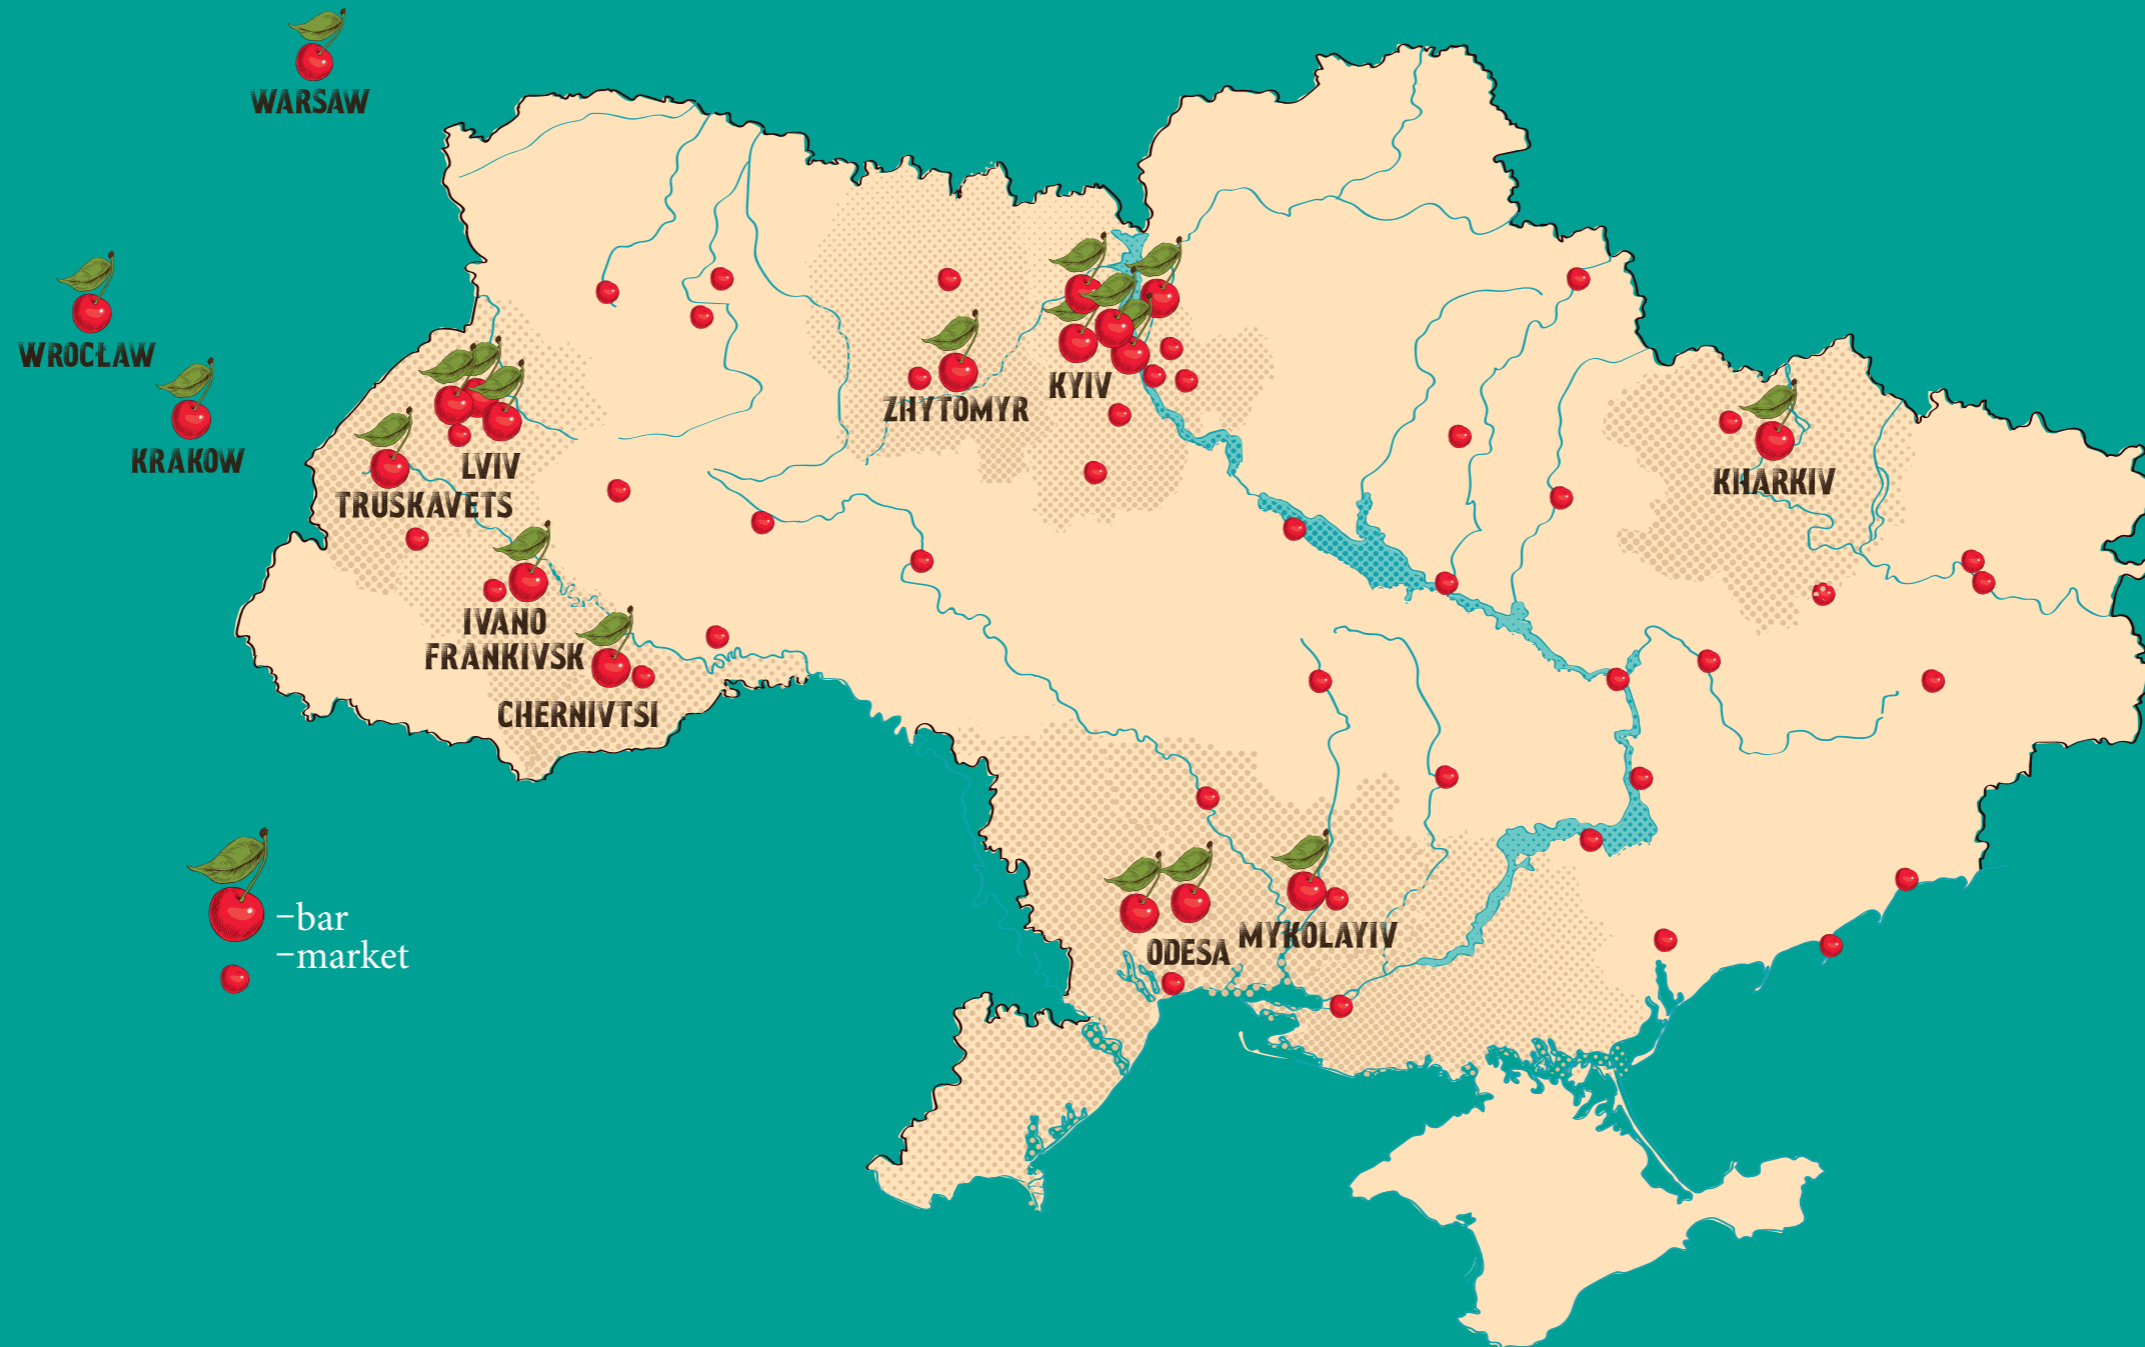 WARSAW
WROCŁAW
KRAKOW
KYIV
ZHYTOMYR
LVIV
TRUSKAVETS
KHARKIV
IVANO
FRANKIVSK
CHERNIVTSI
ODESA
MYKOLAYIV
–bar
–market